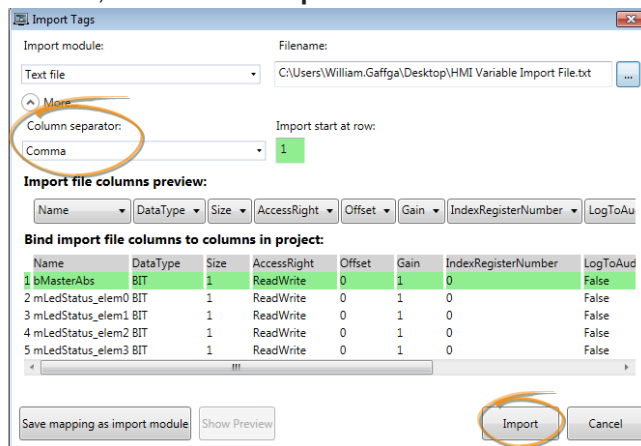 Import Tags
Import module: Filename:
Text file C:\Users\William.Gaffga\Desktop\HMI Variable Import File.txt ...
More
Column separator: Import start at row:
Comma 1
Import file columns preview:
Name DataType Size AccessRight Offset Gain IndexRegisterNumber LogToAu
Bind import file columns to columns in project:
Name DataType Size AccessRight Offset Gain IndexRegisterNumber LogToAud
1 bMasterAbs BIT 1 ReadWrite 0 1 0 False
2 mLedStatus_elem0 BIT 1 ReadWrite 0 1 0 False
3 mLedStatus_elem1 BIT 1 ReadWrite 0 1 0 False
4 mLedStatus_elem2 BIT 1 ReadWrite 0 1 0 False
5 mLedStatus_elem3 BIT 1 ReadWrite 0 1 0 False
Save mapping as import module Show Preview Import Cancel